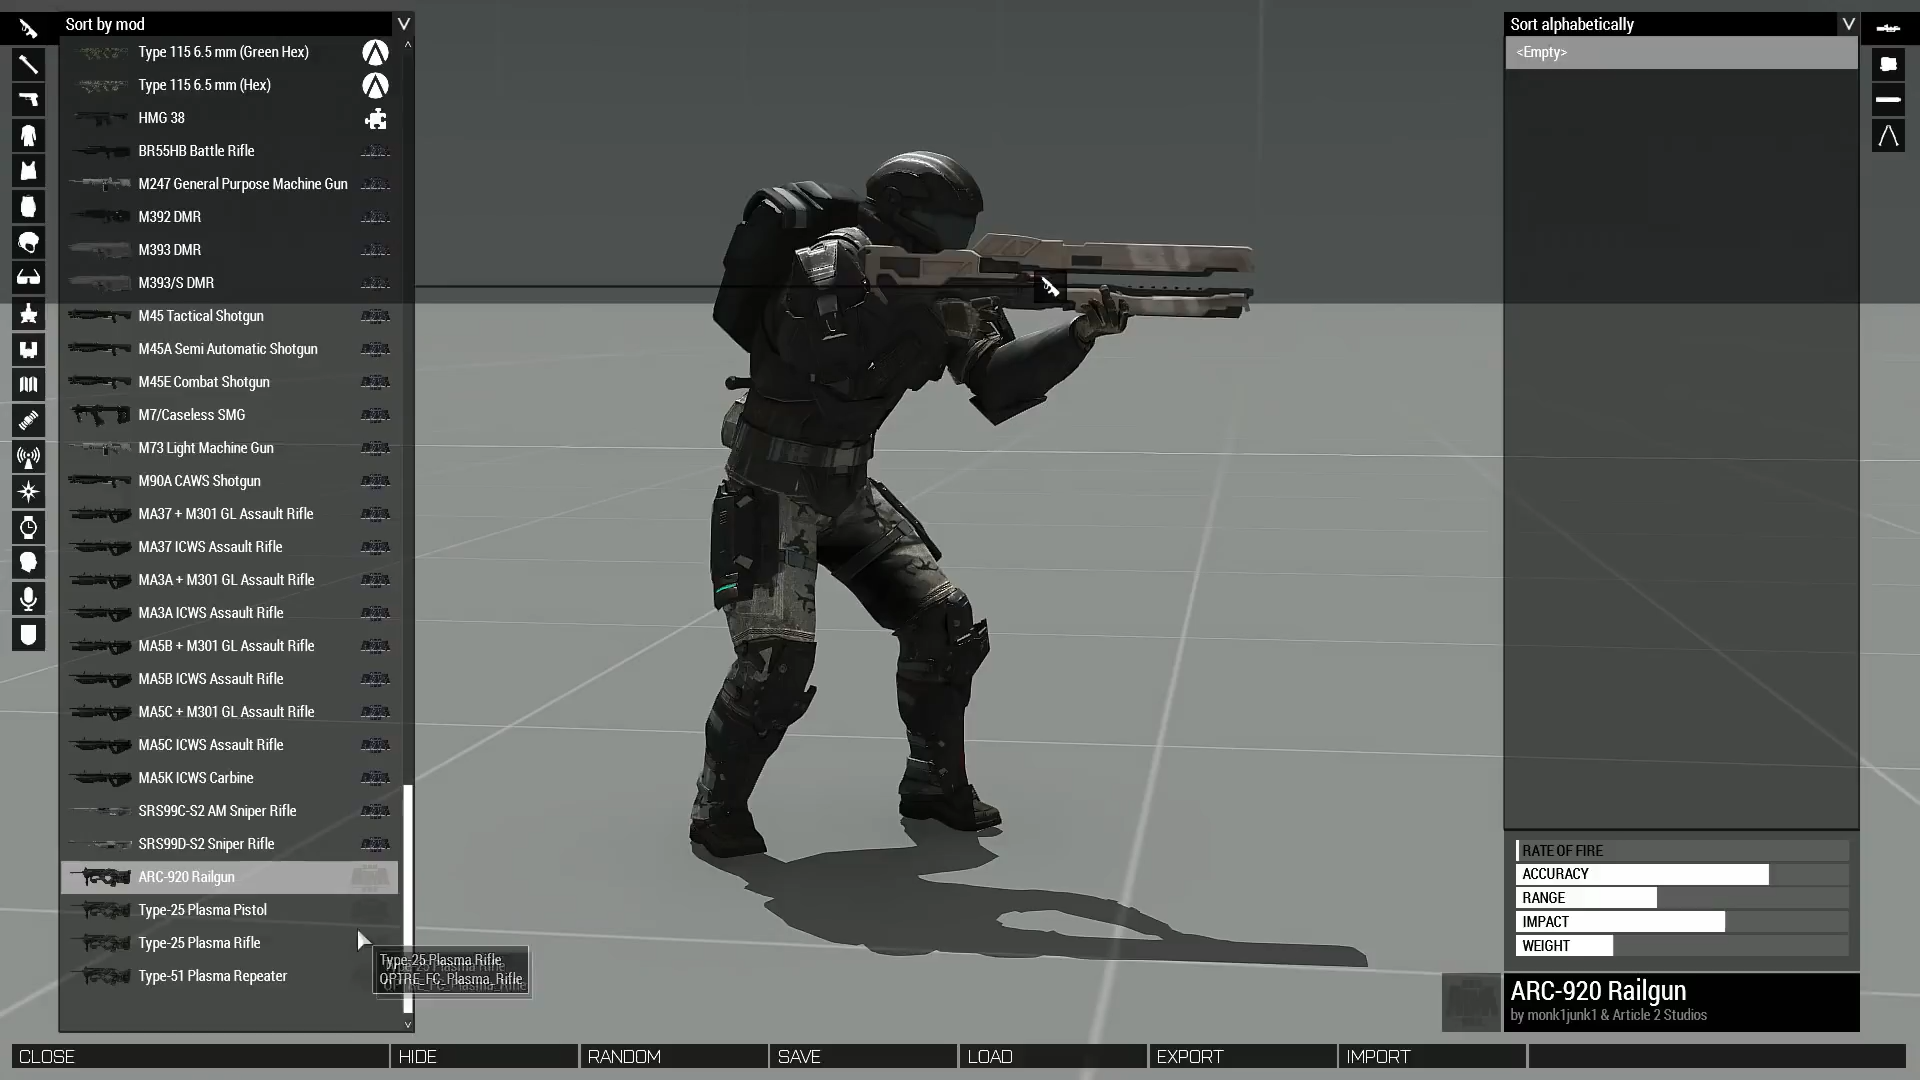 Sort by mod
V
Type 115 6.5 mm (Green Hex)
Type 115 6.5 mm (Hex)
HMG 38
BR55HB Battle Rifle
M247 General Purpose Machine Gun
M392 DMR
M393 DMR
M393/S DMR
M45 Tactical Shotgun
M45A Semi Automatic Shotgun
M45E Combat Shotgun
M7/Caseless SMG
M73 Light Machine Gun
M90A CAWS Shotgun
MA37 + M301 GL Assault Rifle
MA37 ICWS Assault Rifle
MA3A + M301 GL Assault Rifle
MA3A ICWS Assault Rifle
MA5B + M301 GL Assault Rifle
MA5B ICWS Assault Rifle
MA5C + M301 GL Assault Rifle
MA5C ICWS Assault Rifle
MA5K ICWS Carbine
SRS99C-S2 AM Sniper Rifle
SRS99D-S2 Sniper Rifle
ARC-920 Railgun
Type-25 Plasma Pistol
Type-25 Plasma Rifle
Type-51 Plasma Repeater
Type-25 Plasma Rifle
OPTRE_FC_Plasma_Rifle
Sort alphabetically
V
<Empty>
RATE OF FIRE
ACCURACY
RANGE
IMPACT
WEIGHT
ARC-920 Railgun
by monk1junk1 & Article 2 Studios
CLOSE
HIDE
RANDOM
SAVE
LOAD
EXPORT
IMPORT